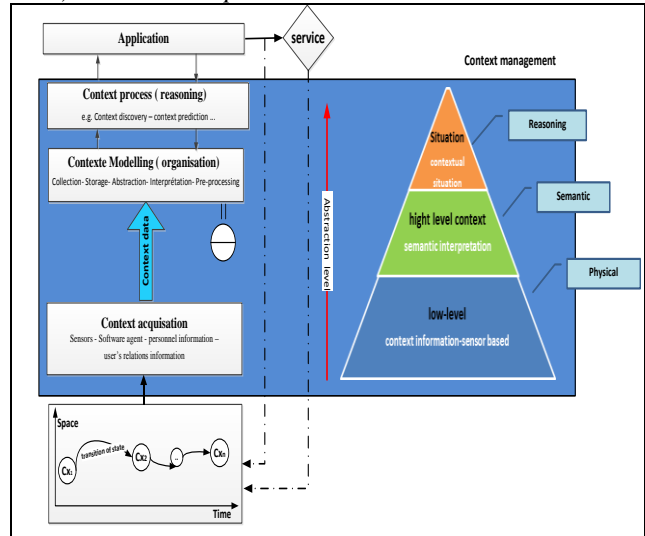 Application
service
Context management
Context process ( reasoning)
e.g. Context discovery – context prediction ...
Contexte Modelling ( organisation)
Collection- Storage- Abstraction- Interprétation- Pre-processing
Context data
Context acquisition
Sensors - Software agent - personnel information –
user's relations information
Abstraction level
Situation
contextual
situation
hight level context
semantic interpretation
low-level
context information-sensor based
Reasoning
Semantic
Physical
Space
Cx₁
transition of state
Cx₂
..
Cxₙ
Time